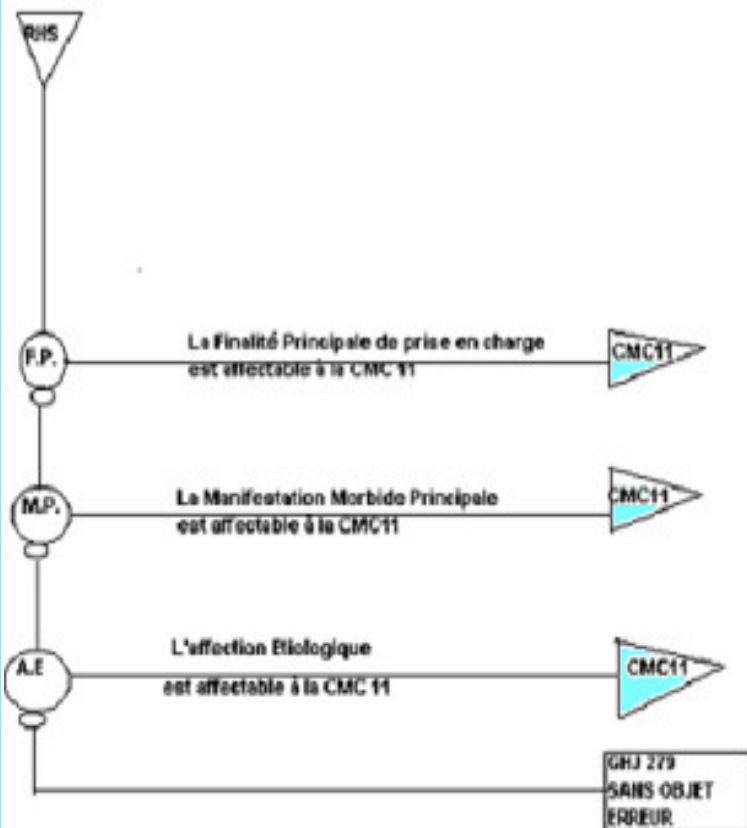 RHS
F.P.
La Finalité Principale de prise en charge
est affectable à la CMC 11
CMC11
M.P.
La Manifestation Morbide Principale
est affectable à la CMC11
CMC11
A.E
L'affection Etiologique
est affectable à la CMC 11
CMC11
GHJ 279
SANS OBJET
ERREUR